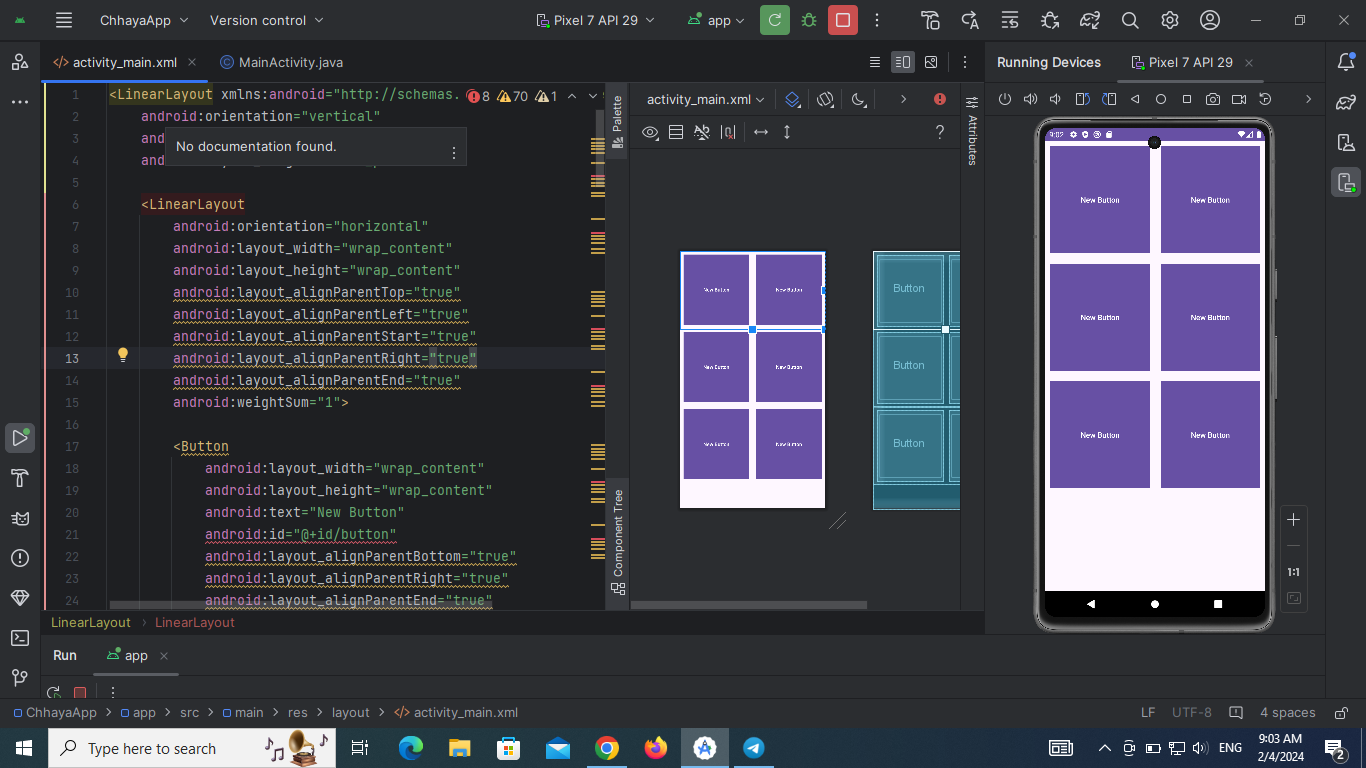 ChhayaApp
Version control
Pixel 7 API 29
app
activity_main.xml
MainActivity.java
Running Devices
Pixel 7 API 29
1 <LinearLayout xmlns:android="http://schemas.
8 70 1
2 android:orientation="vertical"
3 and
4 and
No documentation found.
5
6 <LinearLayout
7 android:orientation="horizontal"
8 android:layout_width="wrap_content"
9 android:layout_height="wrap_content"
10 android:layout_alignParentTop="true"
11 android:layout_alignParentLeft="true"
12 android:layout_alignParentStart="true"
13 android:layout_alignParentRight="true"
14 android:layout_alignParentEnd="true"
15 android:weightSum="1">
16
17 <Button
18 android:layout_width="wrap_content"
19 android:layout_height="wrap_content"
20 android:text="New Button"
21 android:id="@+id/button"
22 android:layout_alignParentBottom="true"
23 android:layout_alignParentRight="true"
24 android:layout_alignParentEnd="true"
Palette
Component Tree
activity_main.xml
Attributes
New Button
New Button
New Button
New Button
New Button
New Button
Button
Button
Button
9:02
New Button
New Button
New Button
New Button
New Button
New Button
1:1
LinearLayout
LinearLayout
Run
app
ChhayaApp
app
src
main
res
layout
activity_main.xml
LF
UTF-8
4 spaces
Type here to search
ENG
9:03 AM
2/4/2024
2